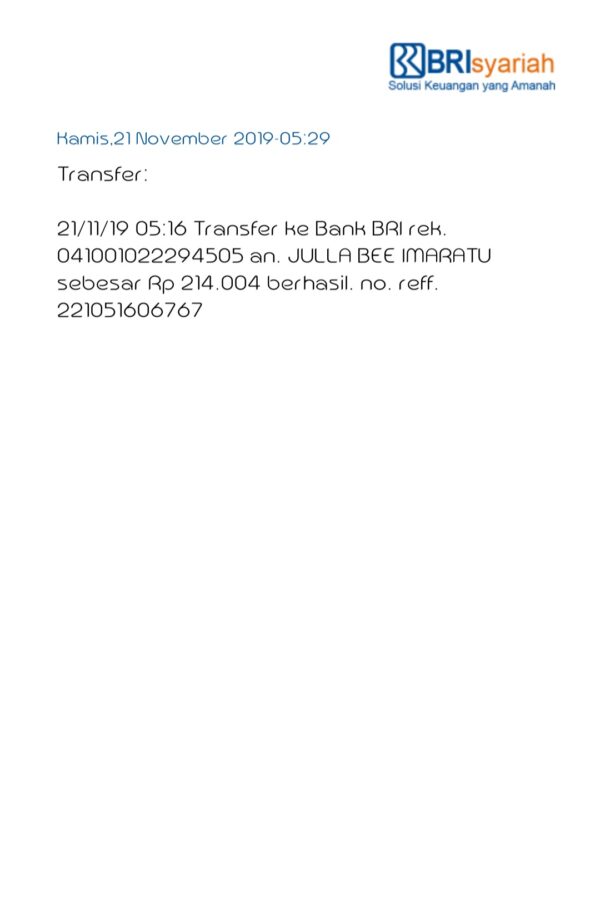 BRIsyariah
Solusi Keuangan yang Amanah
Kamis,21 November 2019-05:29
Transfer:
21/11/19 05:16 Transfer ke Bank BRI rek.
041001022294505 an. JULLA BEE IMARATU
sebesar Rp 214.004 berhasil. no. reff.
221051606767